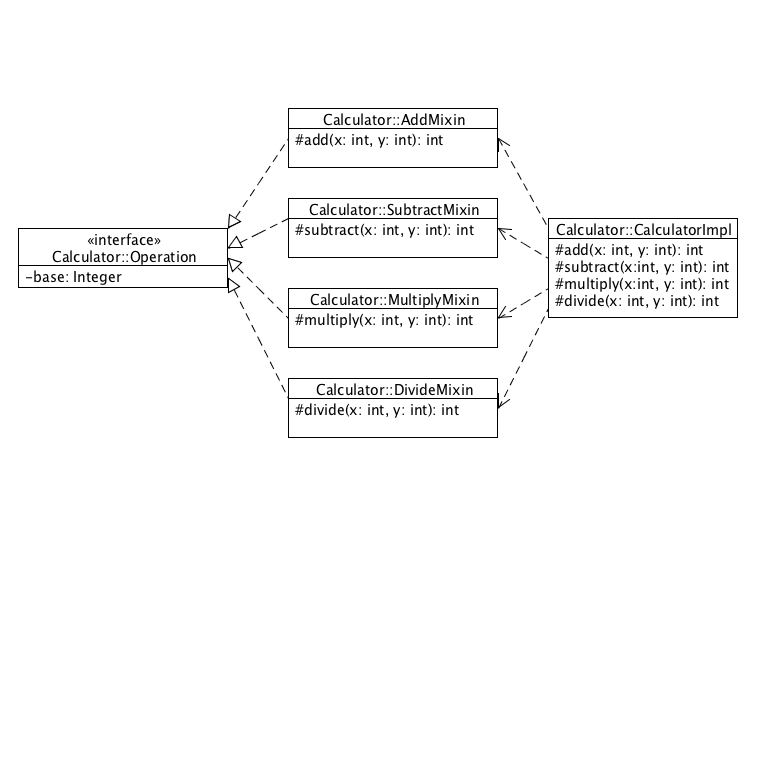 Calculator::AddMixin
#add(x: int, y: int): int
Calculator::SubtractMixin
#subtract(x: int, y: int): int
«interface»
Calculator::Operation
-base: Integer
Calculator::MultiplyMixin
#multiply(x: int, y: int): int
Calculator::DivideMixin
#divide(x: int, y: int): int
Calculator::CalculatorImpl
#add(x: int, y: int): int
#subtract(x:int, y: int): int
#multiply(x:int, y: int): int
#divide(x: int, y: int): int